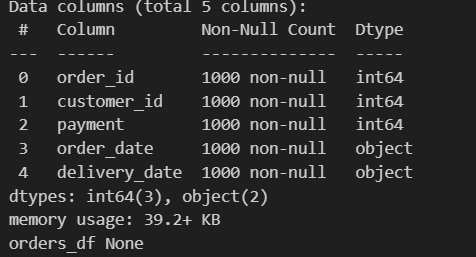 Data columns (total 5 columns):
 #   Column         Non-Null Count  Dtype
---  ------         --------------  -----
 0   order_id       1000 non-null   int64
 1   customer_id    1000 non-null   int64
 2   payment        1000 non-null   int64
 3   order_date     1000 non-null   object
 4   delivery_date  1000 non-null   object
dtypes: int64(3), object(2)
memory usage: 39.2+ KB
orders_df None